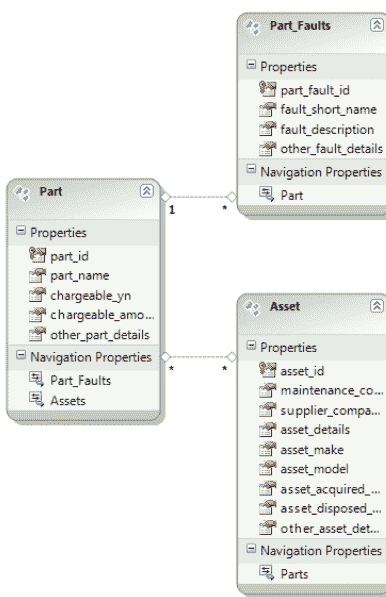 Part_Faults
Properties
part_fault_id
fault_short_name
fault_description
other_fault_details
Navigation Properties
Part
Part
Properties
part_id
part_name
chargeable_yn
chargeable_amo...
other_part_details
Navigation Properties
Part_Faults
Assets
1
*
*
*
Asset
Properties
asset_id
maintenance_co...
supplier_compa...
asset_details
asset_make
asset_model
asset_acquired_...
asset_disposed_...
other_asset_det...
Navigation Properties
Parts